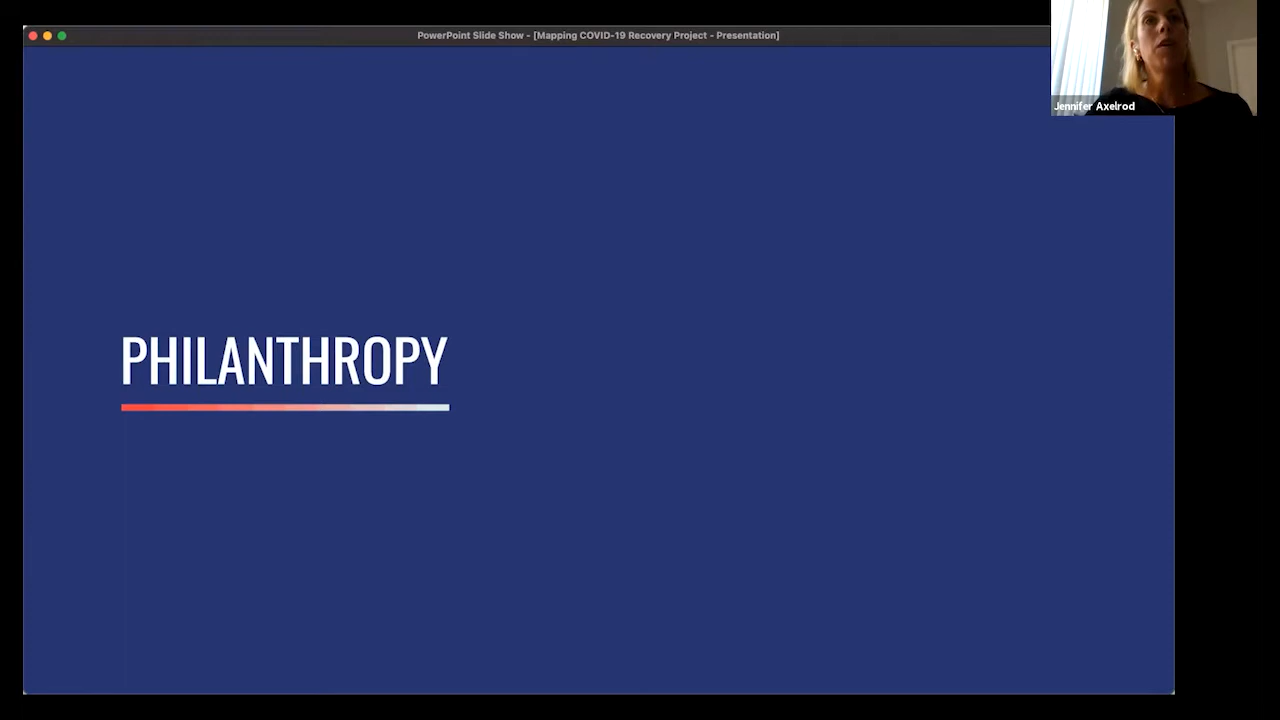 PowerPoint Slide Show - [Mapping COVID-19 Recovery Project - Presentation]
Jennifer Axelrod
PHILANTHROPY